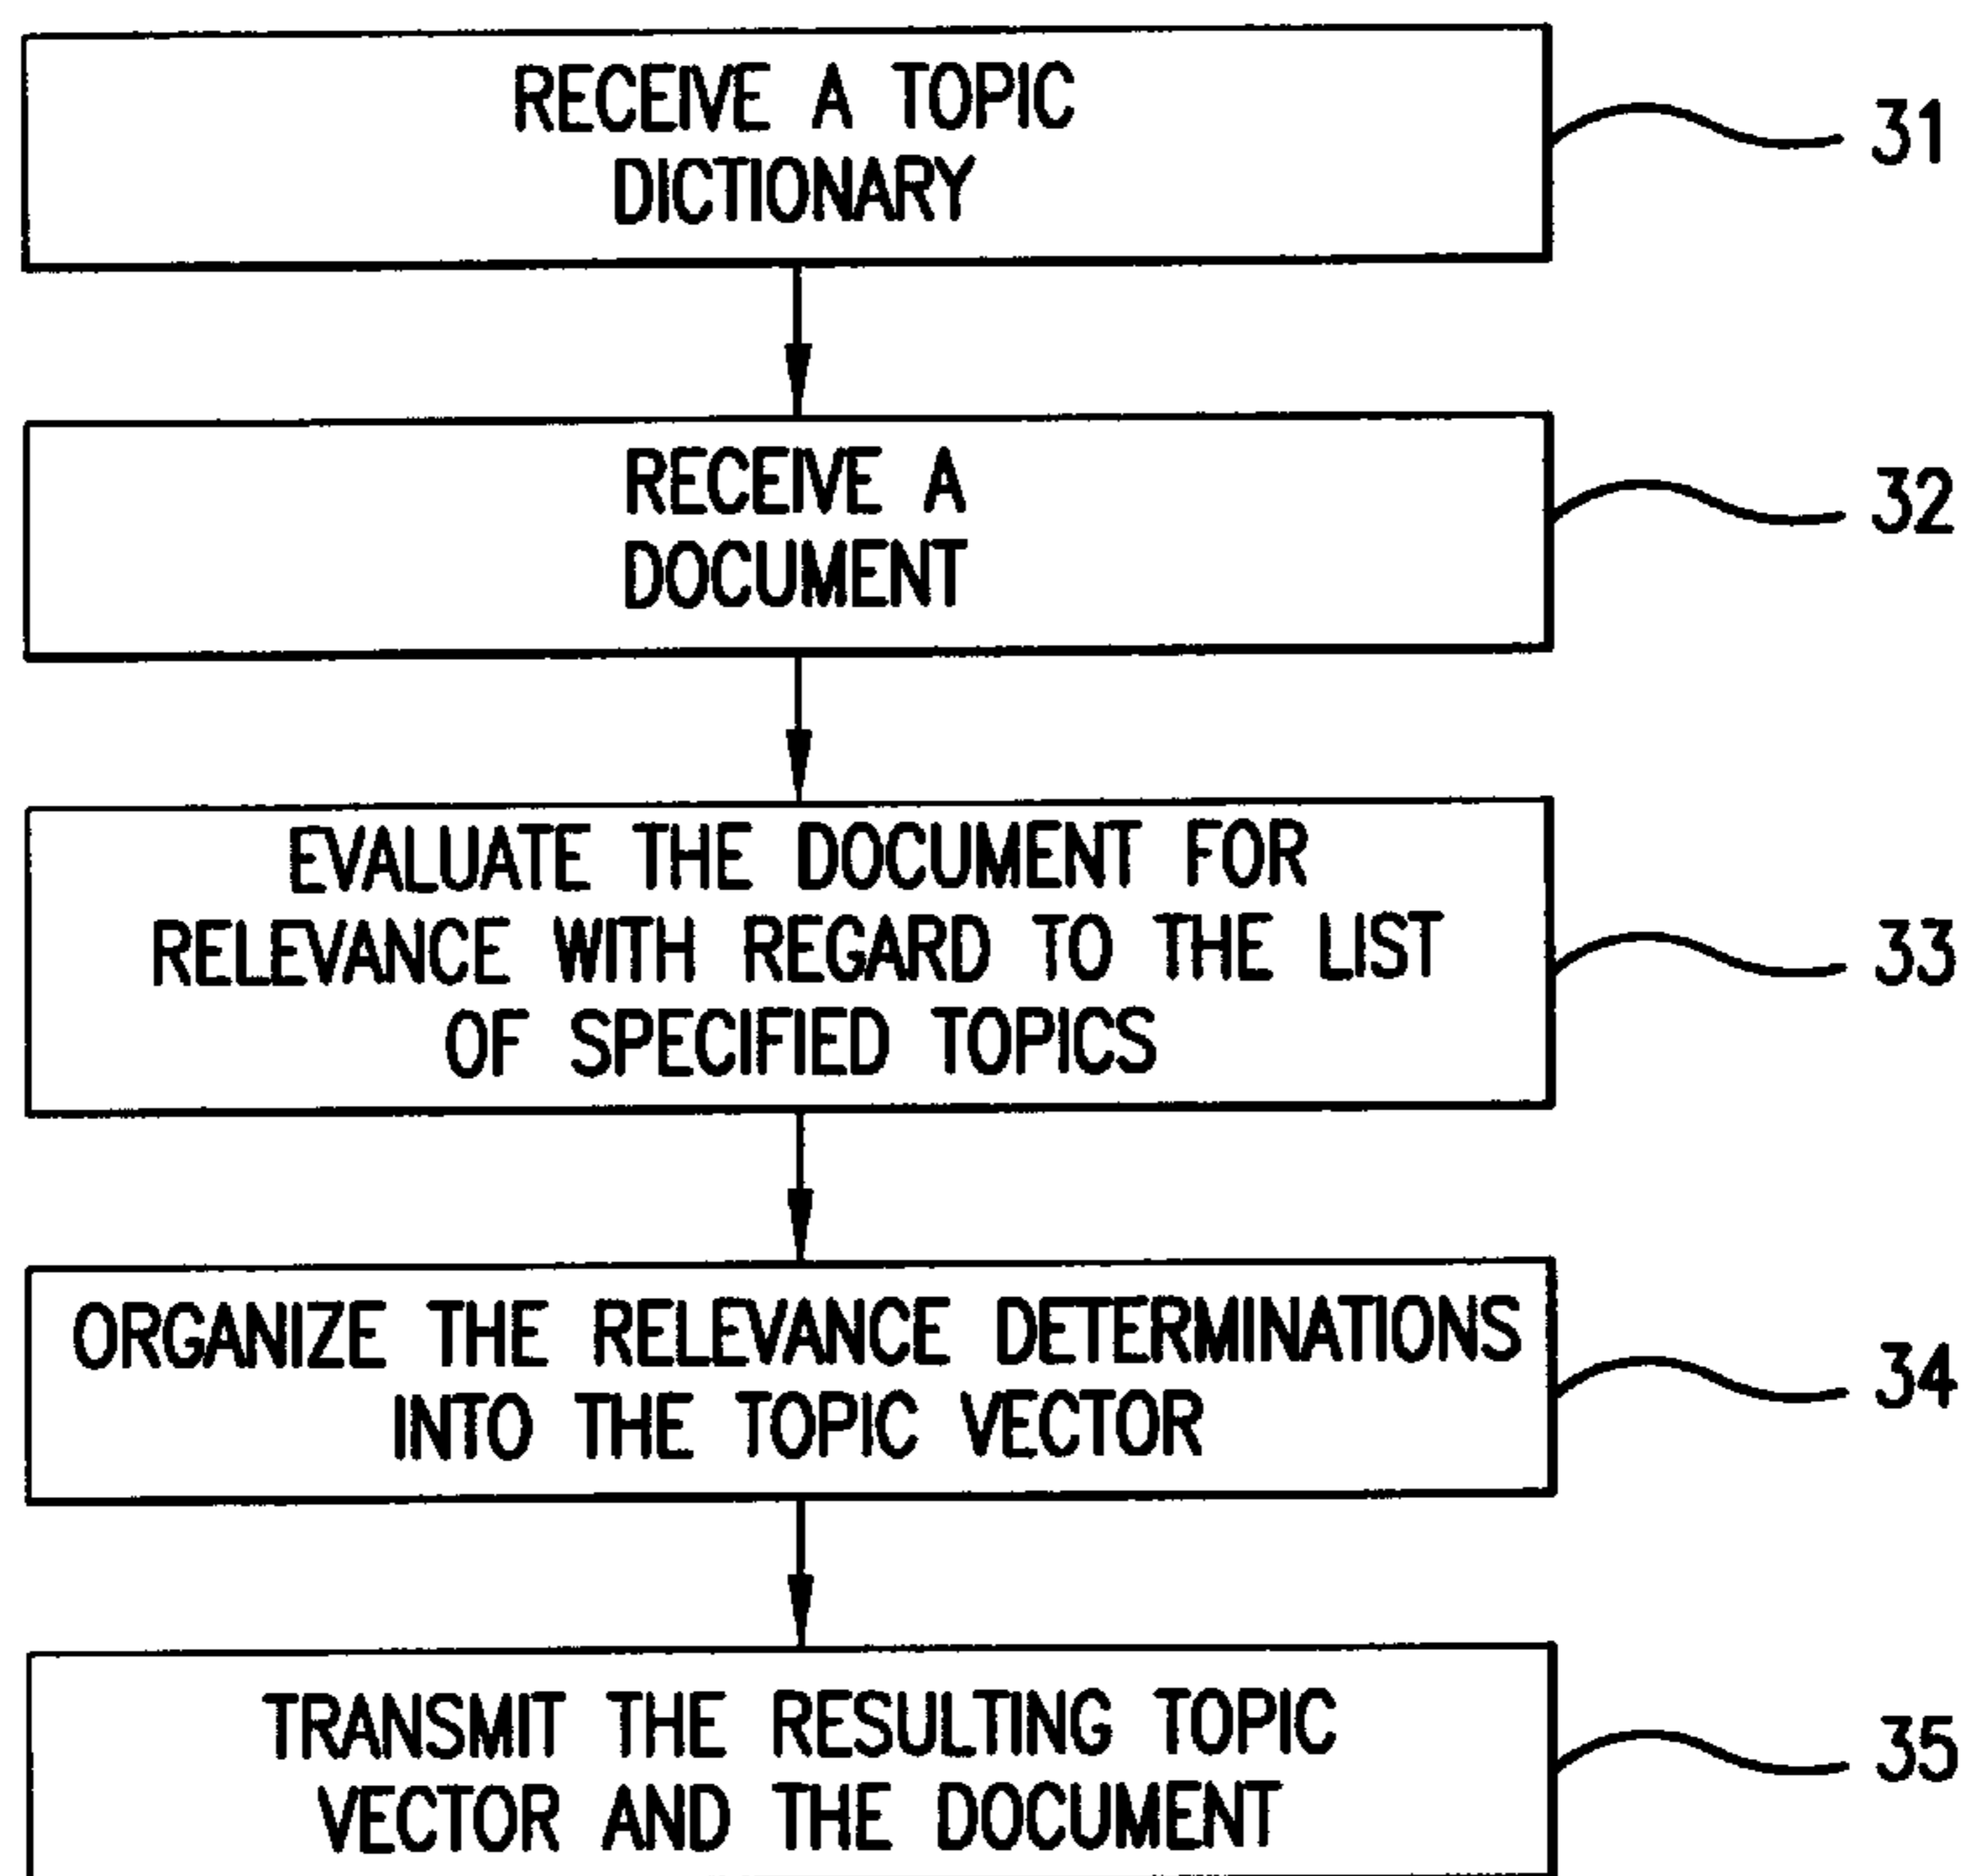 RECEIVE A TOPIC
DICTIONARY
31
RECEIVE A
DOCUMENT
32
EVALUATE THE DOCUMENT FOR
RELEVANCE WITH REGARD TO THE LIST
OF SPECIFIED TOPICS
33
ORGANIZE THE RELEVANCE DETERMINATIONS
INTO THE TOPIC VECTOR
34
TRANSMIT THE RESULTING TOPIC
VECTOR AND THE DOCUMENT
35